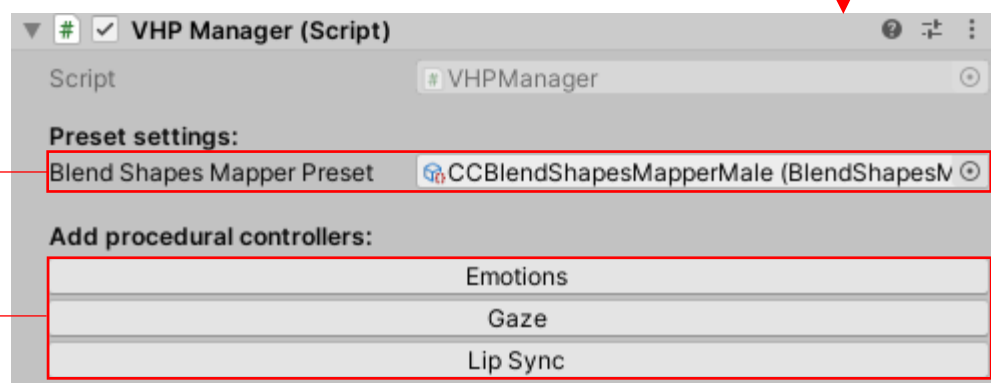 VHP Manager (Script)
Script VHPManager
Preset settings:
Blend Shapes Mapper Preset CCBlendShapesMapperMale (BlendShapesM
Add procedural controllers:
Emotions
Gaze
Lip Sync